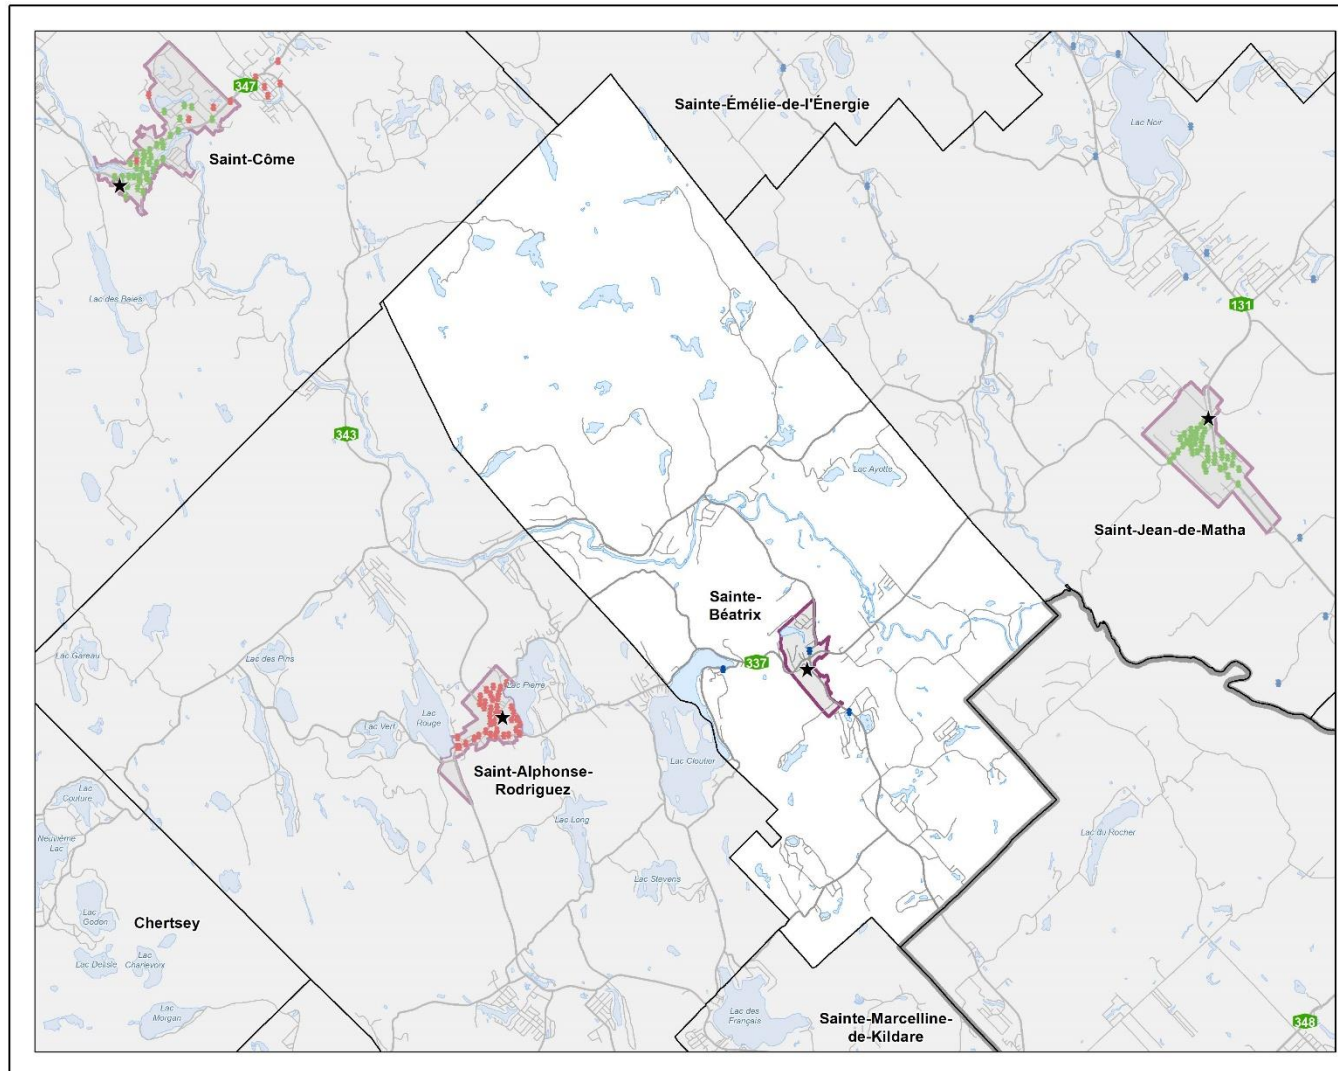 347
Sainte-Émélie-de-l'Énergie
Lac Noir
Saint-Côme
Lac des Baies
131
343
Lac Ayotte
Saint-Jean-de-Matha
Sainte-
Béatrix
337
Lac Gareau
Lac des Pins
Lac Pierre
Lac
Rouge
Lac Vert
Lac Cloutier
Saint-Alphonse-
Rodriguez
Lac
Couture
Lac Long
Neuvième
Lac
Lac du Rocher
Lac Stevens
Lac
Godon
Chertsey
Lac Delisle
Lac
Charlevoix
Lac
Morgan
Lac des
Français
Sainte-Marcelline-
de-Kildare
348